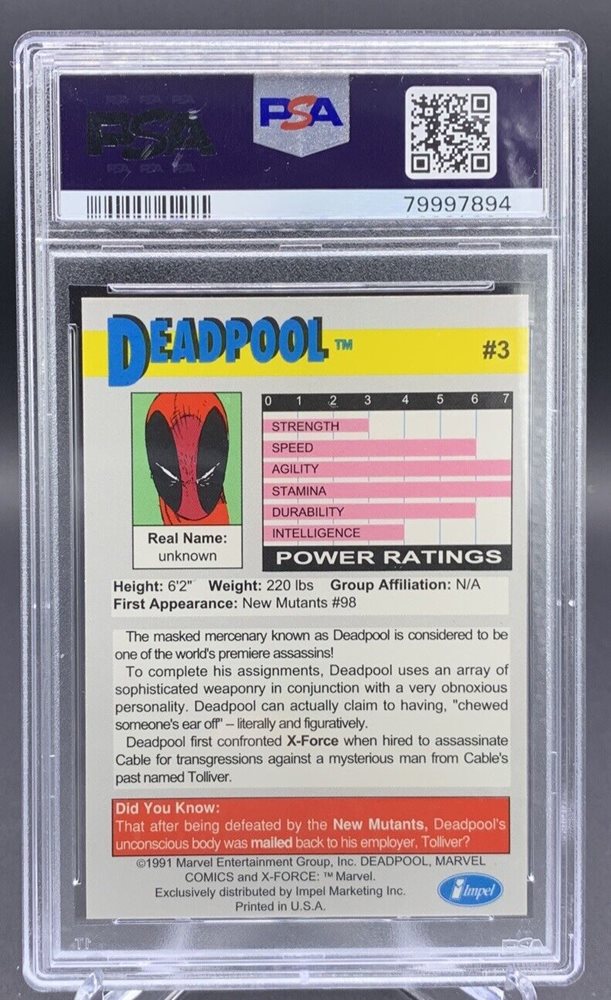 PSA
PSA
79997894
DEADPOOL™
#3
0 1 2 3 4 5 6 7
STRENGTH
SPEED
AGILITY
STAMINA
DURABILITY
INTELLIGENCE
POWER RATINGS
Real Name:
unknown
Height: 6'2" Weight: 220 lbs Group Affiliation: N/A
First Appearance: New Mutants #98
The masked mercenary known as Deadpool is considered to be
one of the world's premiere assassins!
To complete his assignments, Deadpool uses an array of
sophisticated weaponry in conjunction with a very obnoxious
personality. Deadpool can actually claim to having, "chewed
someone's ear off" – literally and figuratively.
Deadpool first confronted X-Force when hired to assassinate
Cable for transgressions against a mysterious man from Cable's
past named Tolliver.
Did You Know:
That after being defeated by the New Mutants, Deadpool's
unconscious body was mailed back to his employer, Tolliver?
©1991 Marvel Entertainment Group, Inc. DEADPOOL, MARVEL
COMICS and X-FORCE: ™ Marvel.
Exclusively distributed by Impel Marketing Inc.
Printed in U.S.A.
Impel
PSA